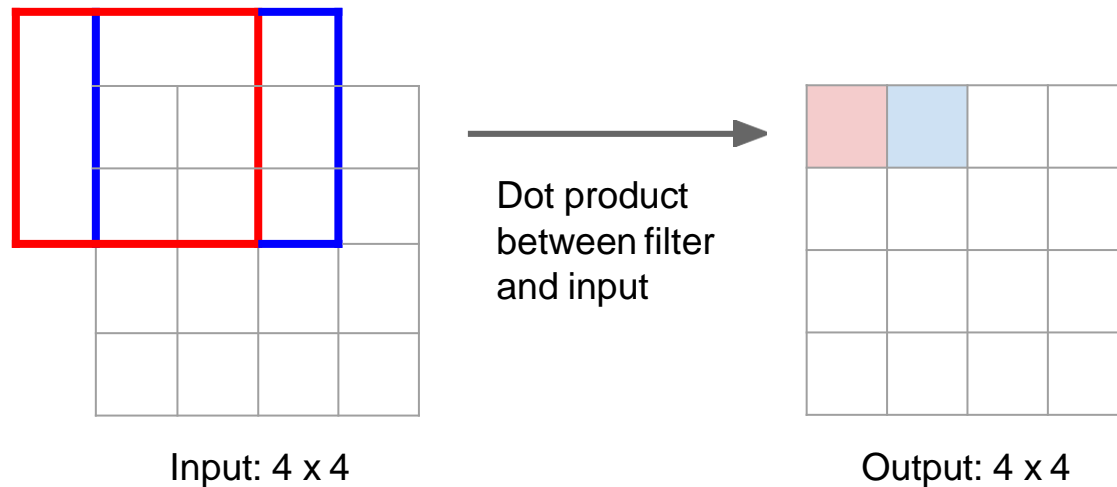 Dot product
between filter
and input
Input: 4 x 4
Output: 4 x 4